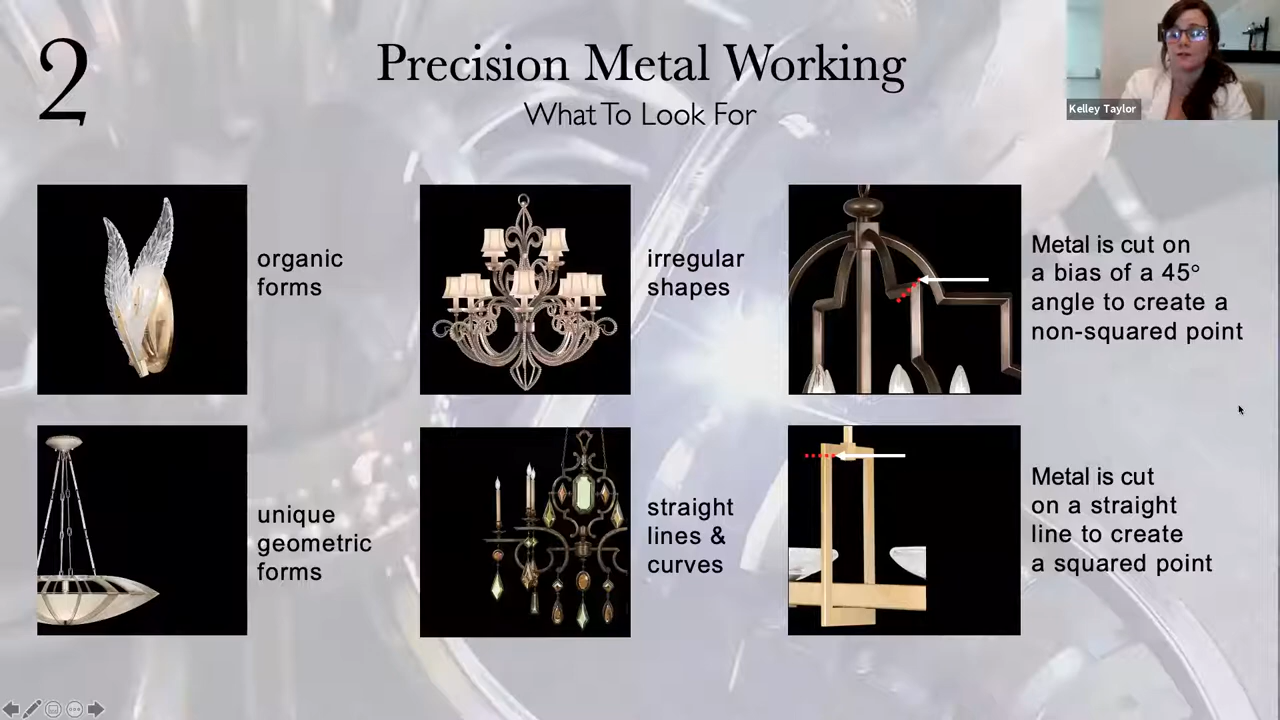 2
Precision Metal Working
What To Look For
Kelley Taylor
organic
forms
irregular
shapes
Metal is cut on
a bias of a 45°
angle to create a
non-squared point
unique
geometric
forms
straight
lines &
curves
Metal is cut
on a straight
line to create
a squared point